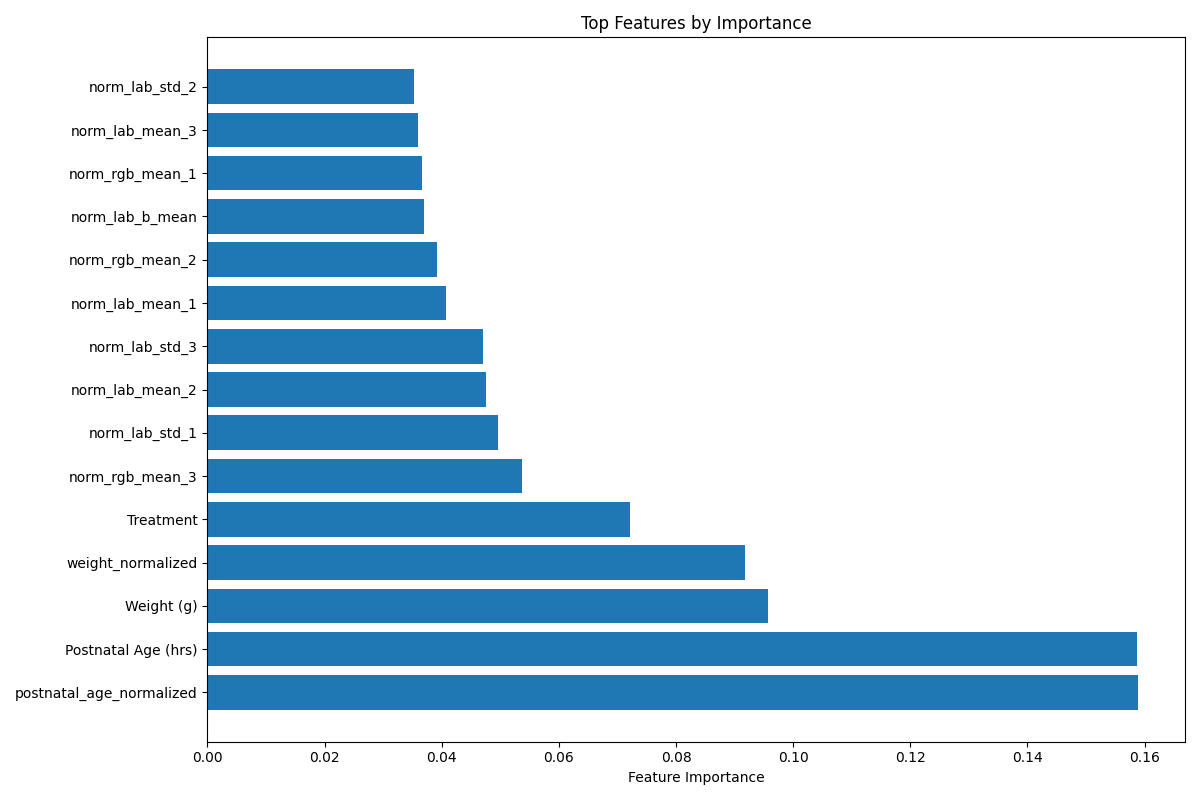 Top Features by Importance
norm_lab_std_2
norm_lab_mean_3
norm_rgb_mean_1
norm_lab_b_mean
norm_rgb_mean_2
norm_lab_mean_1
norm_lab_std_3
norm_lab_mean_2
norm_lab_std_1
norm_rgb_mean_3
Treatment
weight_normalized
Weight (g)
Postnatal Age (hrs)
postnatal_age_normalized
0.00 0.02 0.04 0.06 0.08 0.10 0.12 0.14 0.16
Feature Importance